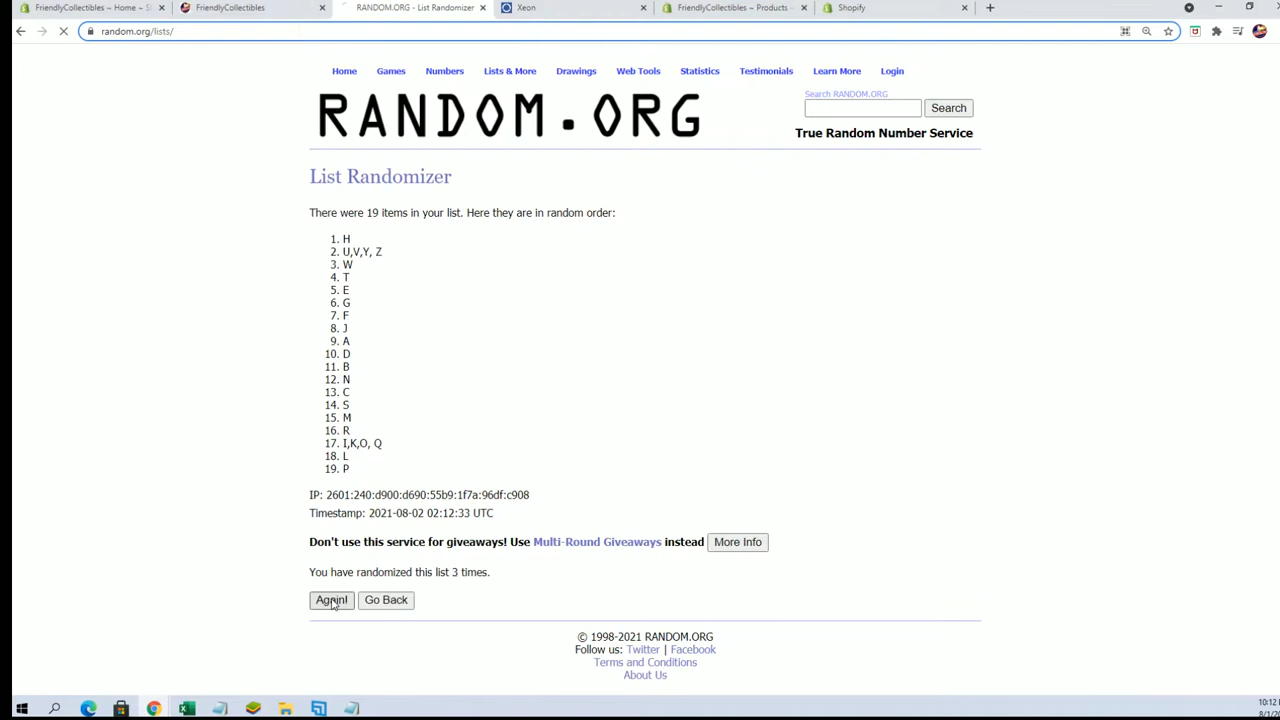 FriendlyCollectibles ~ Home ~ S
FriendlyCollectibles
RANDOM.ORG - List Randomizer
Xeon
FriendlyCollectibles ~ Products ~
Shopify
random.org/lists/
Home Games Numbers Lists & More Drawings Web Tools Statistics Testimonials Learn More Login
RANDOM.ORG
Search RANDOM.ORG
Search
True Random Number Service
List Randomizer
There were 19 items in your list. Here they are in random order:
1. H
2. U,V,Y, Z
3. W
4. T
5. E
6. G
7. F
8. J
9. A
10. D
11. B
12. N
13. C
14. S
15. M
16. R
17. I,K,O, Q
18. L
19. P
IP: 2601:240:d900:d690:55b9:1f7a:96df:c908
Timestamp: 2021-08-02 02:12:33 UTC
Don't use this service for giveaways! Use Multi-Round Giveaways instead More Info
You have randomized this list 3 times.
Again! Go Back
© 1998-2021 RANDOM.ORG
Follow us: Twitter | Facebook
Terms and Conditions
About Us
10:12
8/1/20